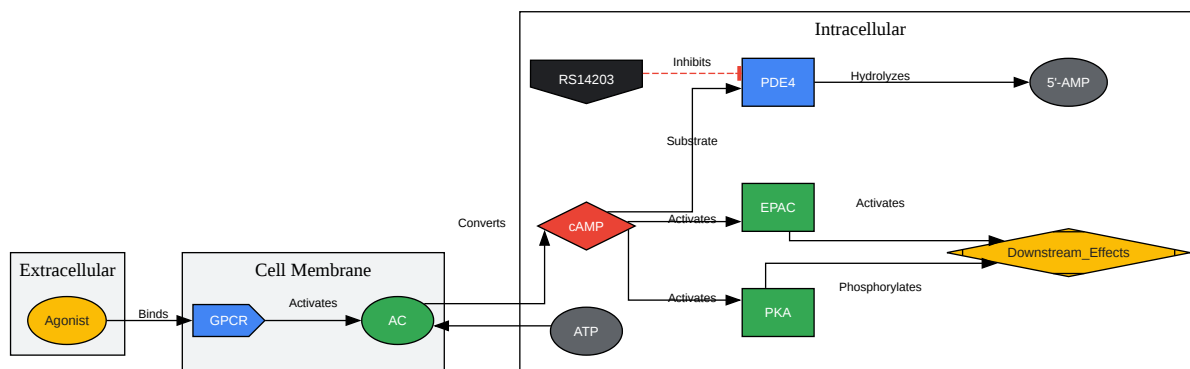 Intracellular
RS14203
Inhibits
PDE4
Hydrolyzes
5'-AMP
Substrate
EPAC
Activates
Converts
cAMP
Activates
Downstream_Effects
Extracellular
Cell Membrane
Agonist
Binds
GPCR
Activates
AC
ATP
Activates
PKA
Phosphorylates